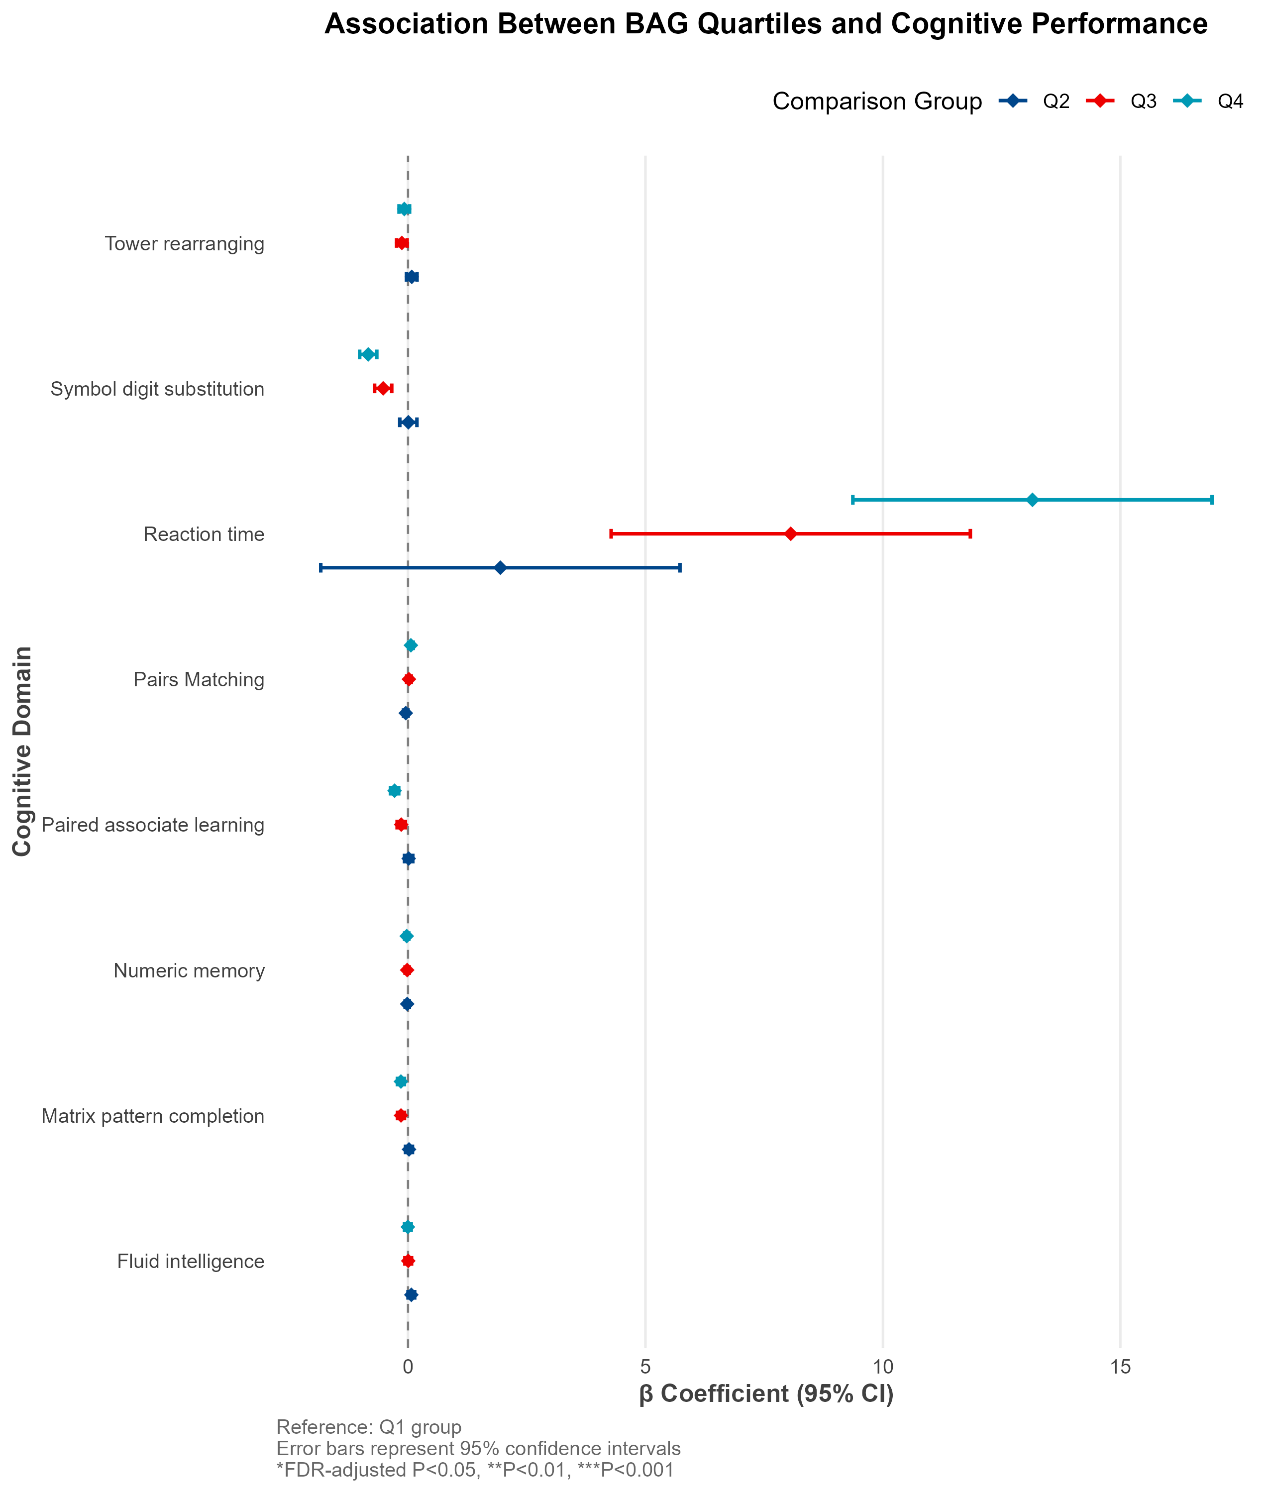 Association Between BAG Quartiles and Cognitive Performance
Comparison Group Q2 Q3 Q4
Tower rearranging
Symbol digit substitution
Reaction time
Pairs Matching
Paired associate learning
Numeric memory
Matrix pattern completion
Fluid intelligence
Cognitive Domain
0 5 10 15
β Coefficient (95% CI)
Reference: Q1 group
Error bars represent 95% confidence intervals
*FDR-adjusted P<0.05, **P<0.01, ***P<0.001